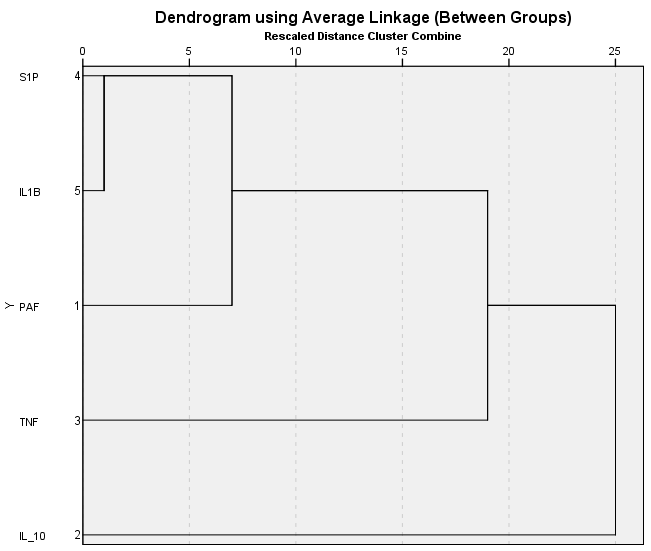 Dendrogram using Average Linkage (Between Groups)
Rescaled Distance Cluster Combine
0 5 10 15 20 25
S1P 4
IL1B 5
Y
PAF 1
TNF 3
IL_10 2